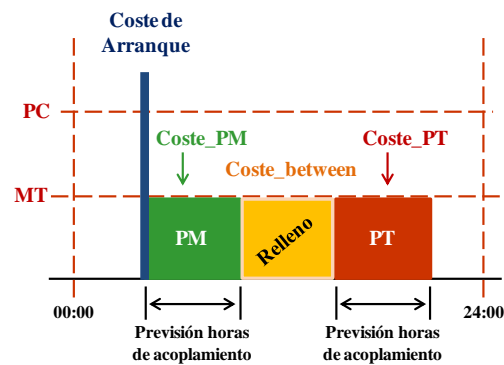 Coste de
Arranque
PC
Coste_PM
Coste_PT
Coste_between
MT
PM
Relleno
PT
00:00
24:00
Previsión horas
de acoplamiento
Previsión horas
de acoplamiento